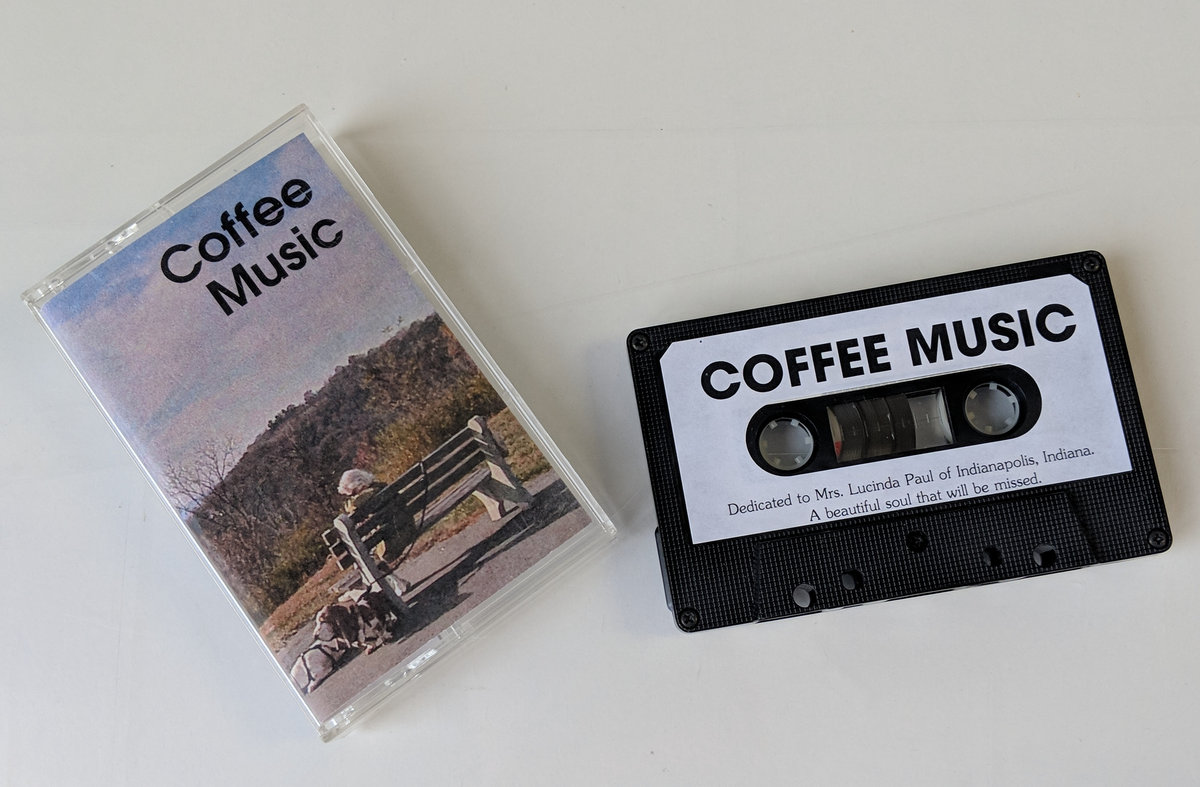 Coffee
Music
COFFEE MUSIC
Dedicated to Mrs. Lucinda Paul of Indianapolis, Indiana.
A beautiful soul that will be missed.